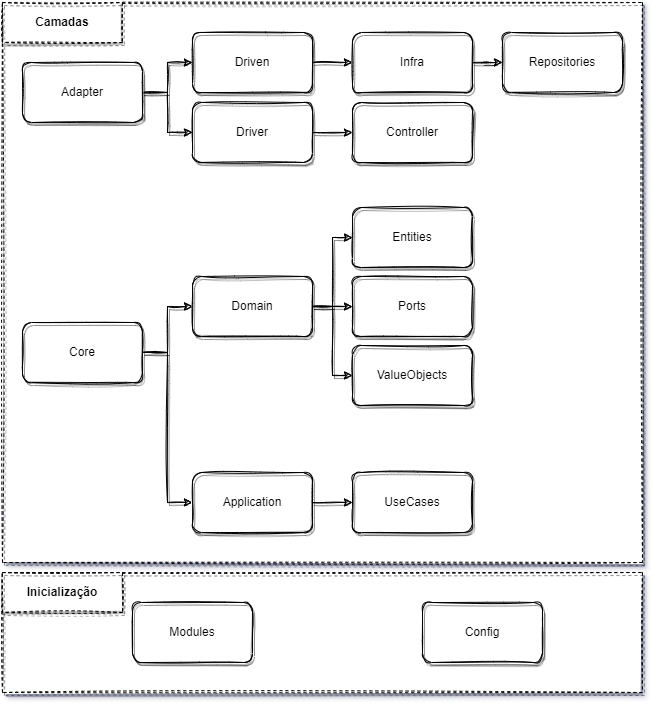 Camadas
Driven
Infra
Repositories
Adapter
Driver
Controller
Entities
Domain
Ports
Core
ValueObjects
Application
UseCases
Inicialização
Modules
Config